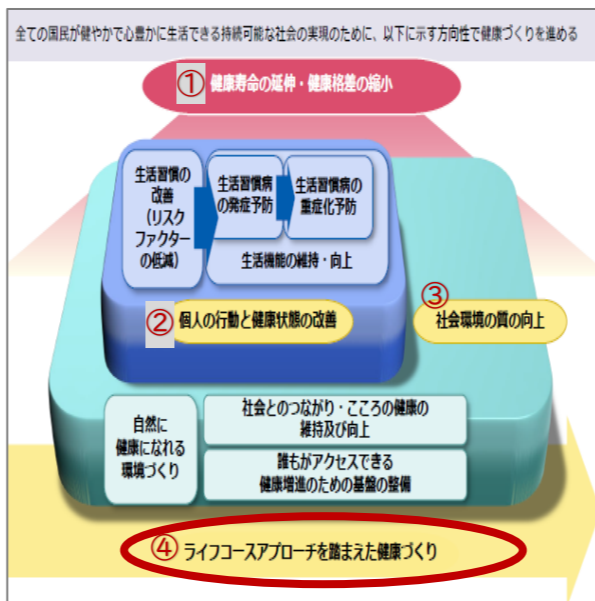 全ての国民が健やかで心豊かに生活できる持続可能な社会の実現のために、以下に示す方向性で健康づくりを進める
① 健康寿命の延伸・健康格差の縮小
生活習慣の
改善
(リスク
ファクター
の低減)
生活習慣病
の発症予防
生活習慣病の
重症化予防
生活機能の維持・向上
② 個人の行動と健康状態の改善
③
社会環境の質の向上
自然に
健康になれる
環境づくり
社会とのつながり・こころの健康の
維持及び向上
誰もがアクセスできる
健康増進のための基盤の整備
④ ライフコースアプローチを踏まえた健康づくり